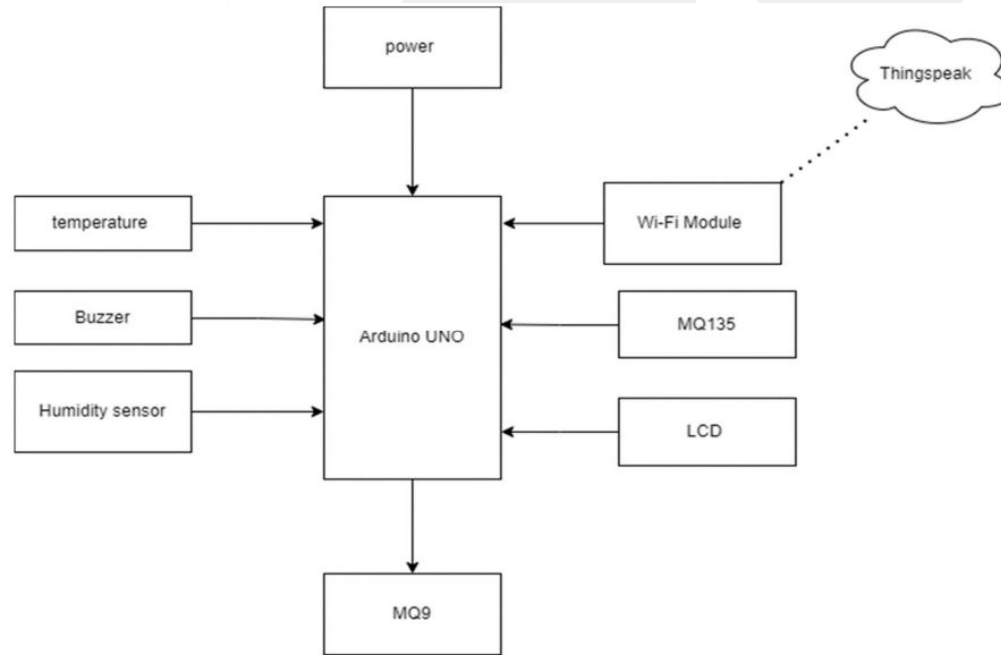 power
Thingspeak
temperature
Wi-Fi Module
Buzzer
Arduino UNO
MQ135
Humidity sensor
LCD
MQ9